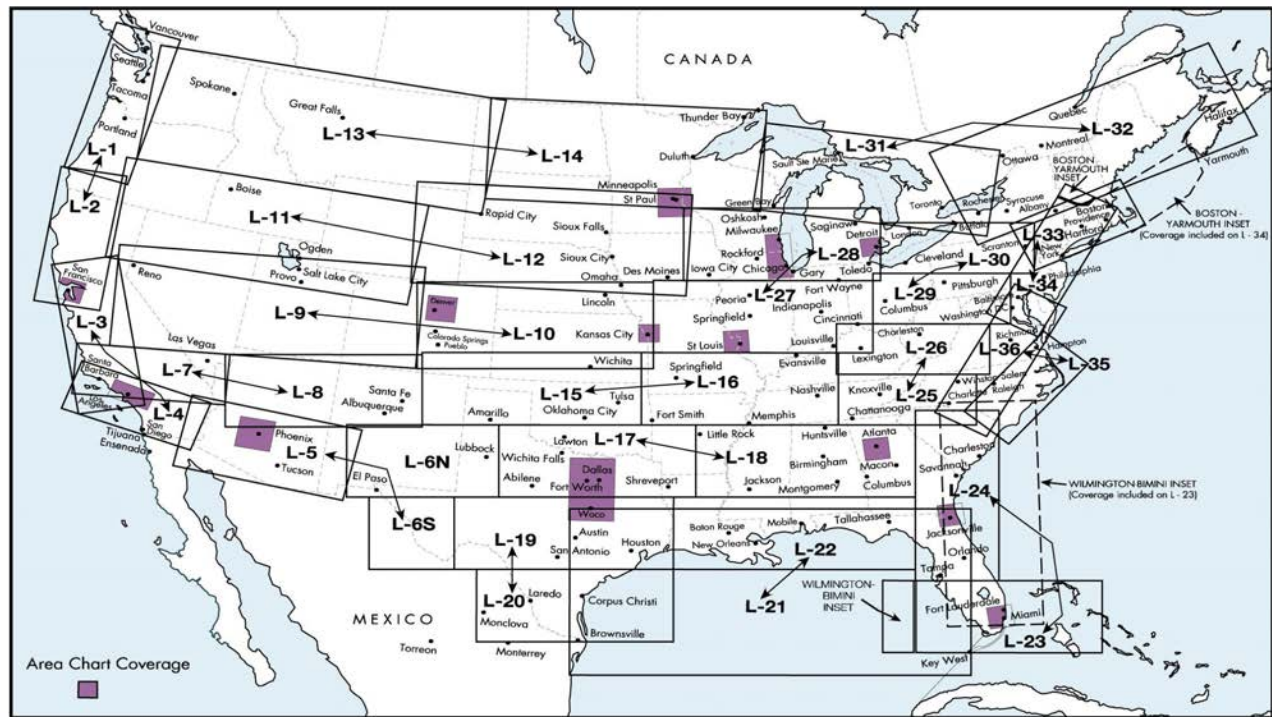 Vancouver
CANADA
Seattle
Tacoma
Spokane
Great Falls
Portland
L-13
L-14
L-1
L-2
Thunder Bay
Duluth
Sault Ste Marie
L-31
L-32
Quebec
Montreal
Ottawa
Halifax
Yarmouth
BOSTON
YARMOUTH
INSET
BOSTON -
YARMOUTH INSET
(Coverage included on L - 34)
Boise
L-11
Rapid City
Minneapolis
St Paul
Green Bay
Oshkosh
Milwaukee
Saginaw
Detroit
London
Toronto
Rochester
Buffalo
Syracuse
Albany
Boston
Providence
Hartford
Scranton
New
York
L-33
L-34
Philadelphia
Ogden
Salt Lake City
Provo
Reno
San
Francisco
L-12
Sioux Falls
Sioux City
Omaha
Des Moines
Lincoln
Iowa City
Rockford
Chicago
Gary
L-28
L-27
Toledo
Fort Wayne
Cleveland
L-30
L-29
Pittsburgh
Columbus
Baltimore
Washington DC
L-3
L-9
L-10
Denver
Colorado Springs
Pueblo
Kansas City
Peoria
Springfield
St Louis
Indianapolis
Cincinnati
Louisville
Evansville
Charleston
Lexington
L-26
L-25
Richmond
Hampton
L-36
L-35
Las Vegas
L-7
L-8
Santa
Barbara
Los
Angeles
L-4
San
Diego
Tijuana
Ensenada
Santa Fe
Albuquerque
Amarillo
Wichita
L-15
L-16
Springfield
Tulsa
Oklahoma City
Fort Smith
Nashville
Knoxville
Memphis
Chattanooga
Winston Salem
Charlotte
Raleigh
Phoenix
L-5
Tucson
El Paso
L-6N
L-6S
Lubbock
Lawton
L-17
L-18
Wichita Falls
Abilene
Dallas
Fort Worth
Waco
Shreveport
Little Rock
Huntsville
Birmingham
Jackson
Montgomery
Atlanta
Macon
Columbus
Charleston
Savannah
L-24
WILMINGTON-BIMINI INSET
(Coverage included on L - 23)
L-19
Austin
San Antonio
Houston
Baton Rouge
New Orleans
Mobile
Tallahassee
L-22
L-21
Jacksonville
Orlando
Tampa
WILMINGTON-
BIMINI
INSET
Fort Lauderdale
Miami
L-23
Key West
L-20
Laredo
Corpus Christi
Monclova
Brownsville
Monterrey
MEXICO
Torreon
Area Chart Coverage